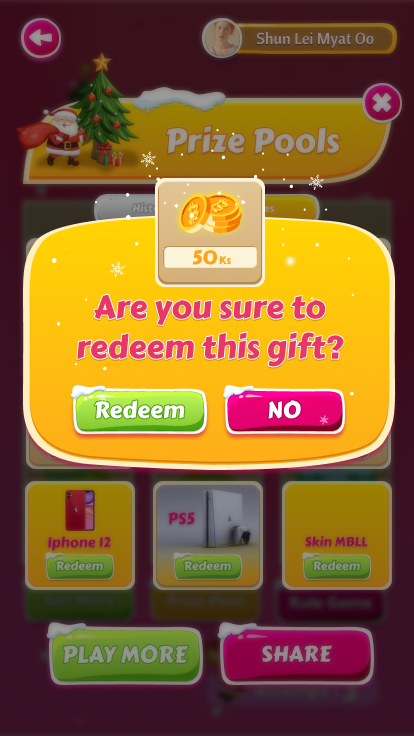 Shun Lei Myat Oo
Prize Pools
50 Ks
Are you sure to
redeem this gift?
Redeem NO
Iphone 12 PS5 Skin MBLL
Redeem Redeem Redeem
PLAY MORE SHARE